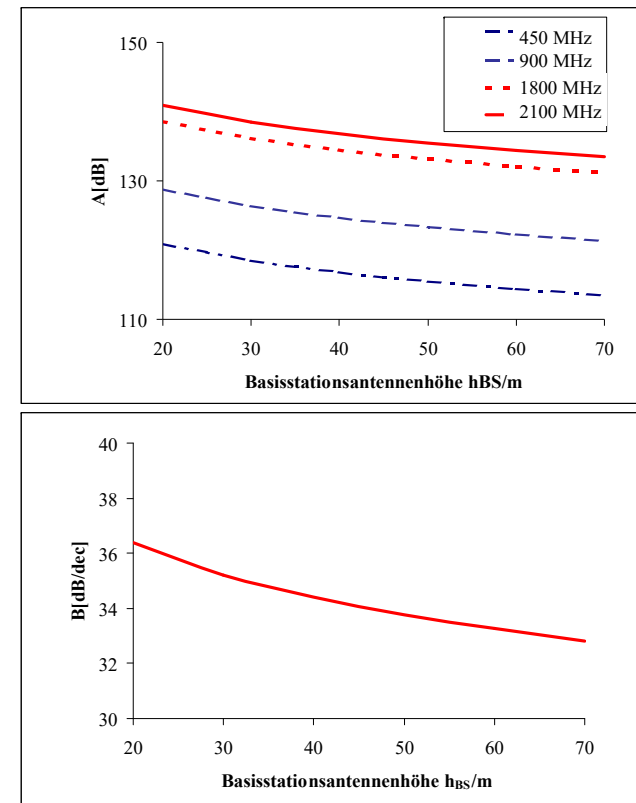 150
130
110
A[dB]
450 MHz
900 MHz
1800 MHz
2100 MHz
20 30 40 50 60 70
Basisstationsantennenhöhe hBS/m
40
38
36
34
32
30
B[dB/dec]
20 30 40 50 60 70
Basisstationsantennenhöhe hBS/m